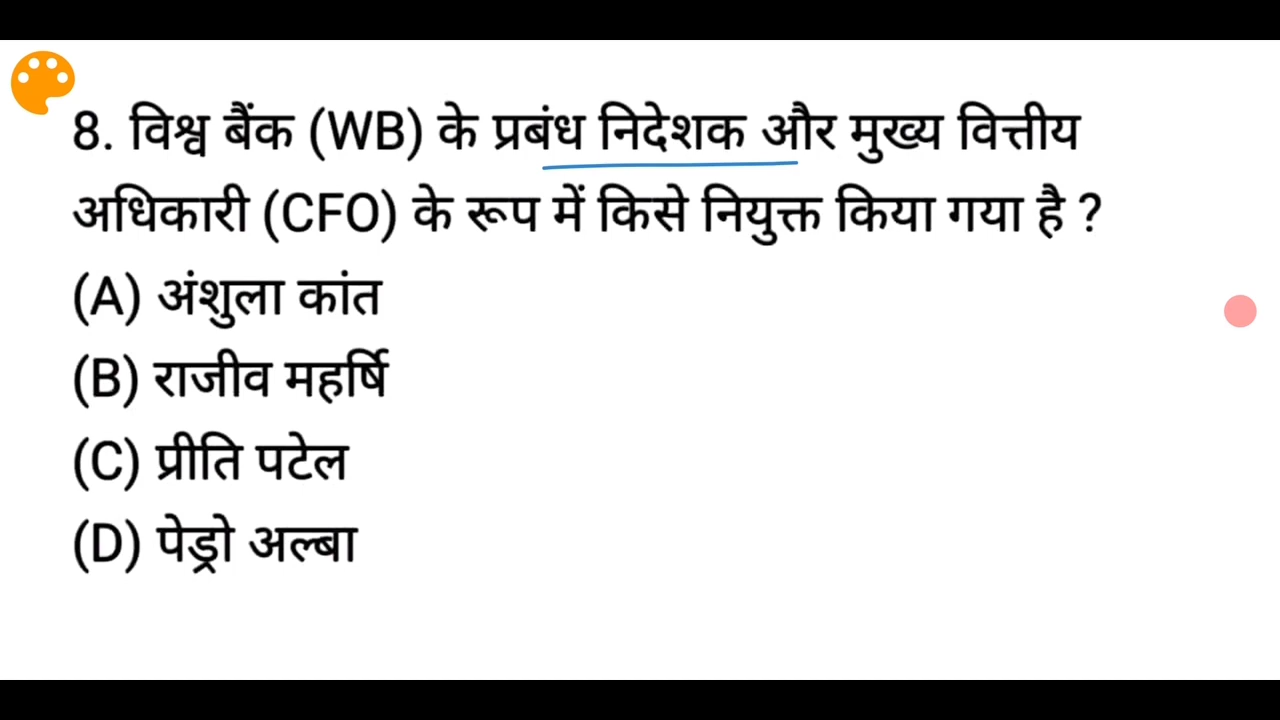 8. विश्व बैंक (WB) के प्रबंध निदेशक और मुख्य वित्तीय
अधिकारी (CFO) के रूप में किसे नियुक्त किया गया है ?
(A) अंशुला कांत
(B) राजीव महर्षि
(C) प्रीति पटेल
(D) पेड्रो अल्बा